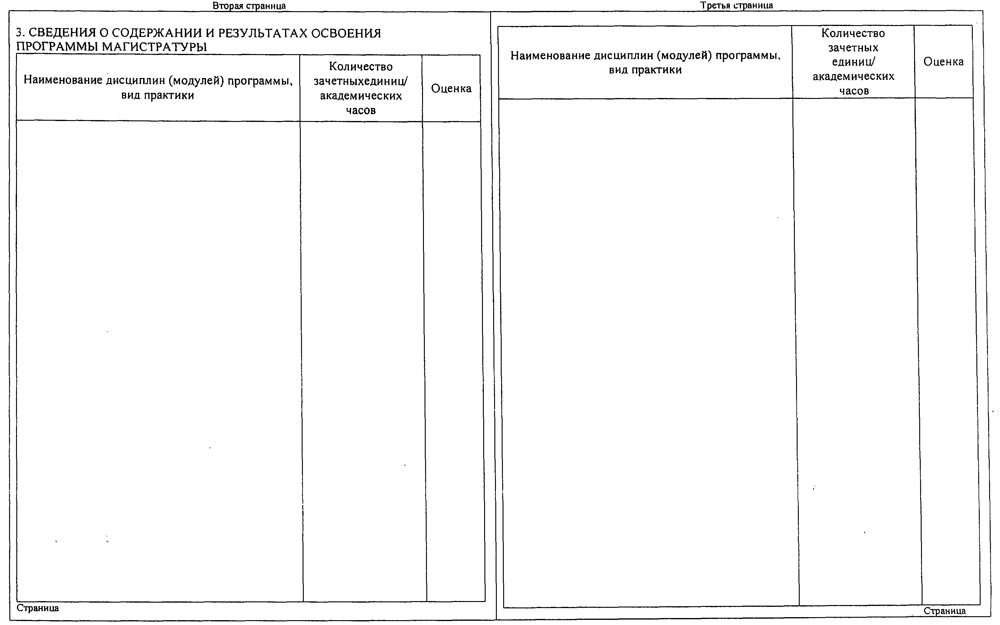 Вторая страница
3. СВЕДЕНИЯ О СОДЕРЖАНИИ И РЕЗУЛЬТАТАХ ОСВОЕНИЯ
ПРОГРАММЫ МАГИСТРАТУРЫ
Наименование дисциплин (модулей) программы,
вид практики
Количество
зачетныхединиц/
академических
часов
Оценка
Страница
Третья страница
Наименование дисциплин (модулей) программы,
вид практики
Количество
зачетных
единиц/
академических
часов
Оценка
Страница